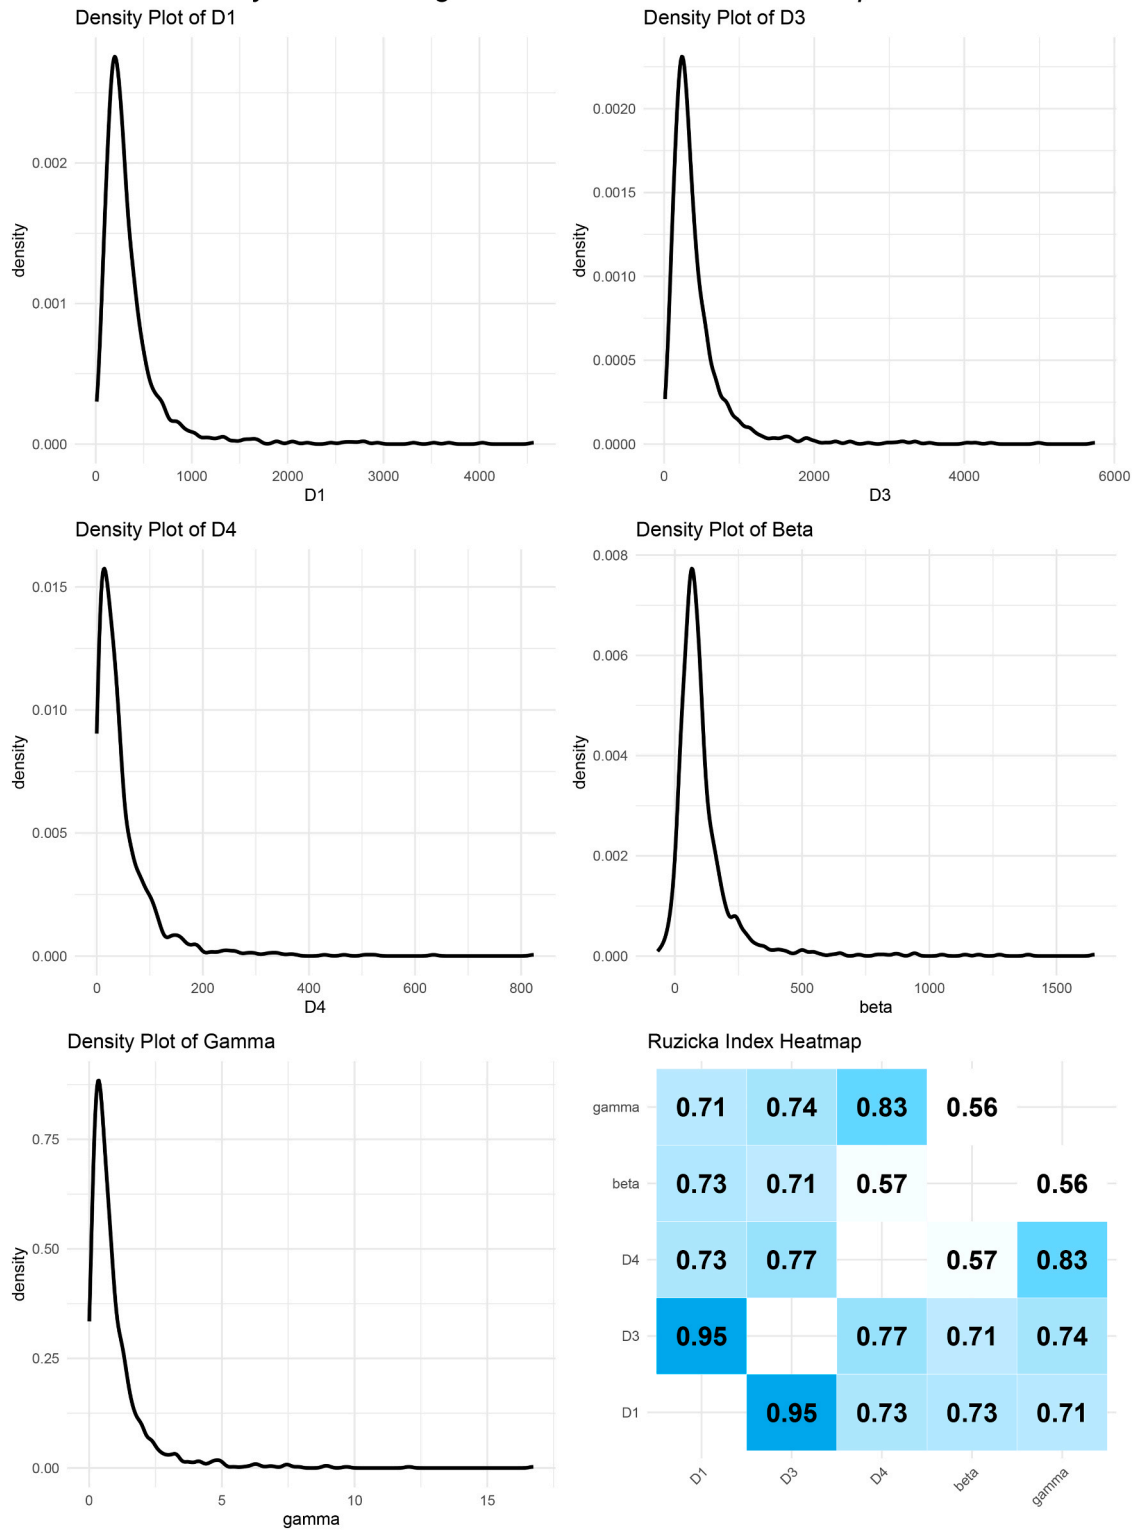 Density Plot of D1
0.002
0.001
0.000
density
0 1000 2000 3000 4000
D1
Density Plot of D3
0.0020
0.0015
0.0010
0.0005
0.0000
density
0 2000 4000 6000
D3
Density Plot of D4
0.015
0.010
0.005
0.000
density
0 200 400 600 800
D4
Density Plot of Beta
0.008
0.006
0.004
0.002
0.000
density
0 500 1000 1500
beta
Density Plot of Gamma
0.75
0.50
0.25
0.00
density
0 5 10 15
gamma
Ruzicka Index Heatmap
gamma 0.71 0.74 0.83 0.56
beta 0.73 0.71 0.57 0.56
D4 0.73 0.77 0.57 0.83
D3 0.95 0.77 0.71 0.74
D1 0.95 0.73 0.73 0.71
D1 D3 D4 beta gamma